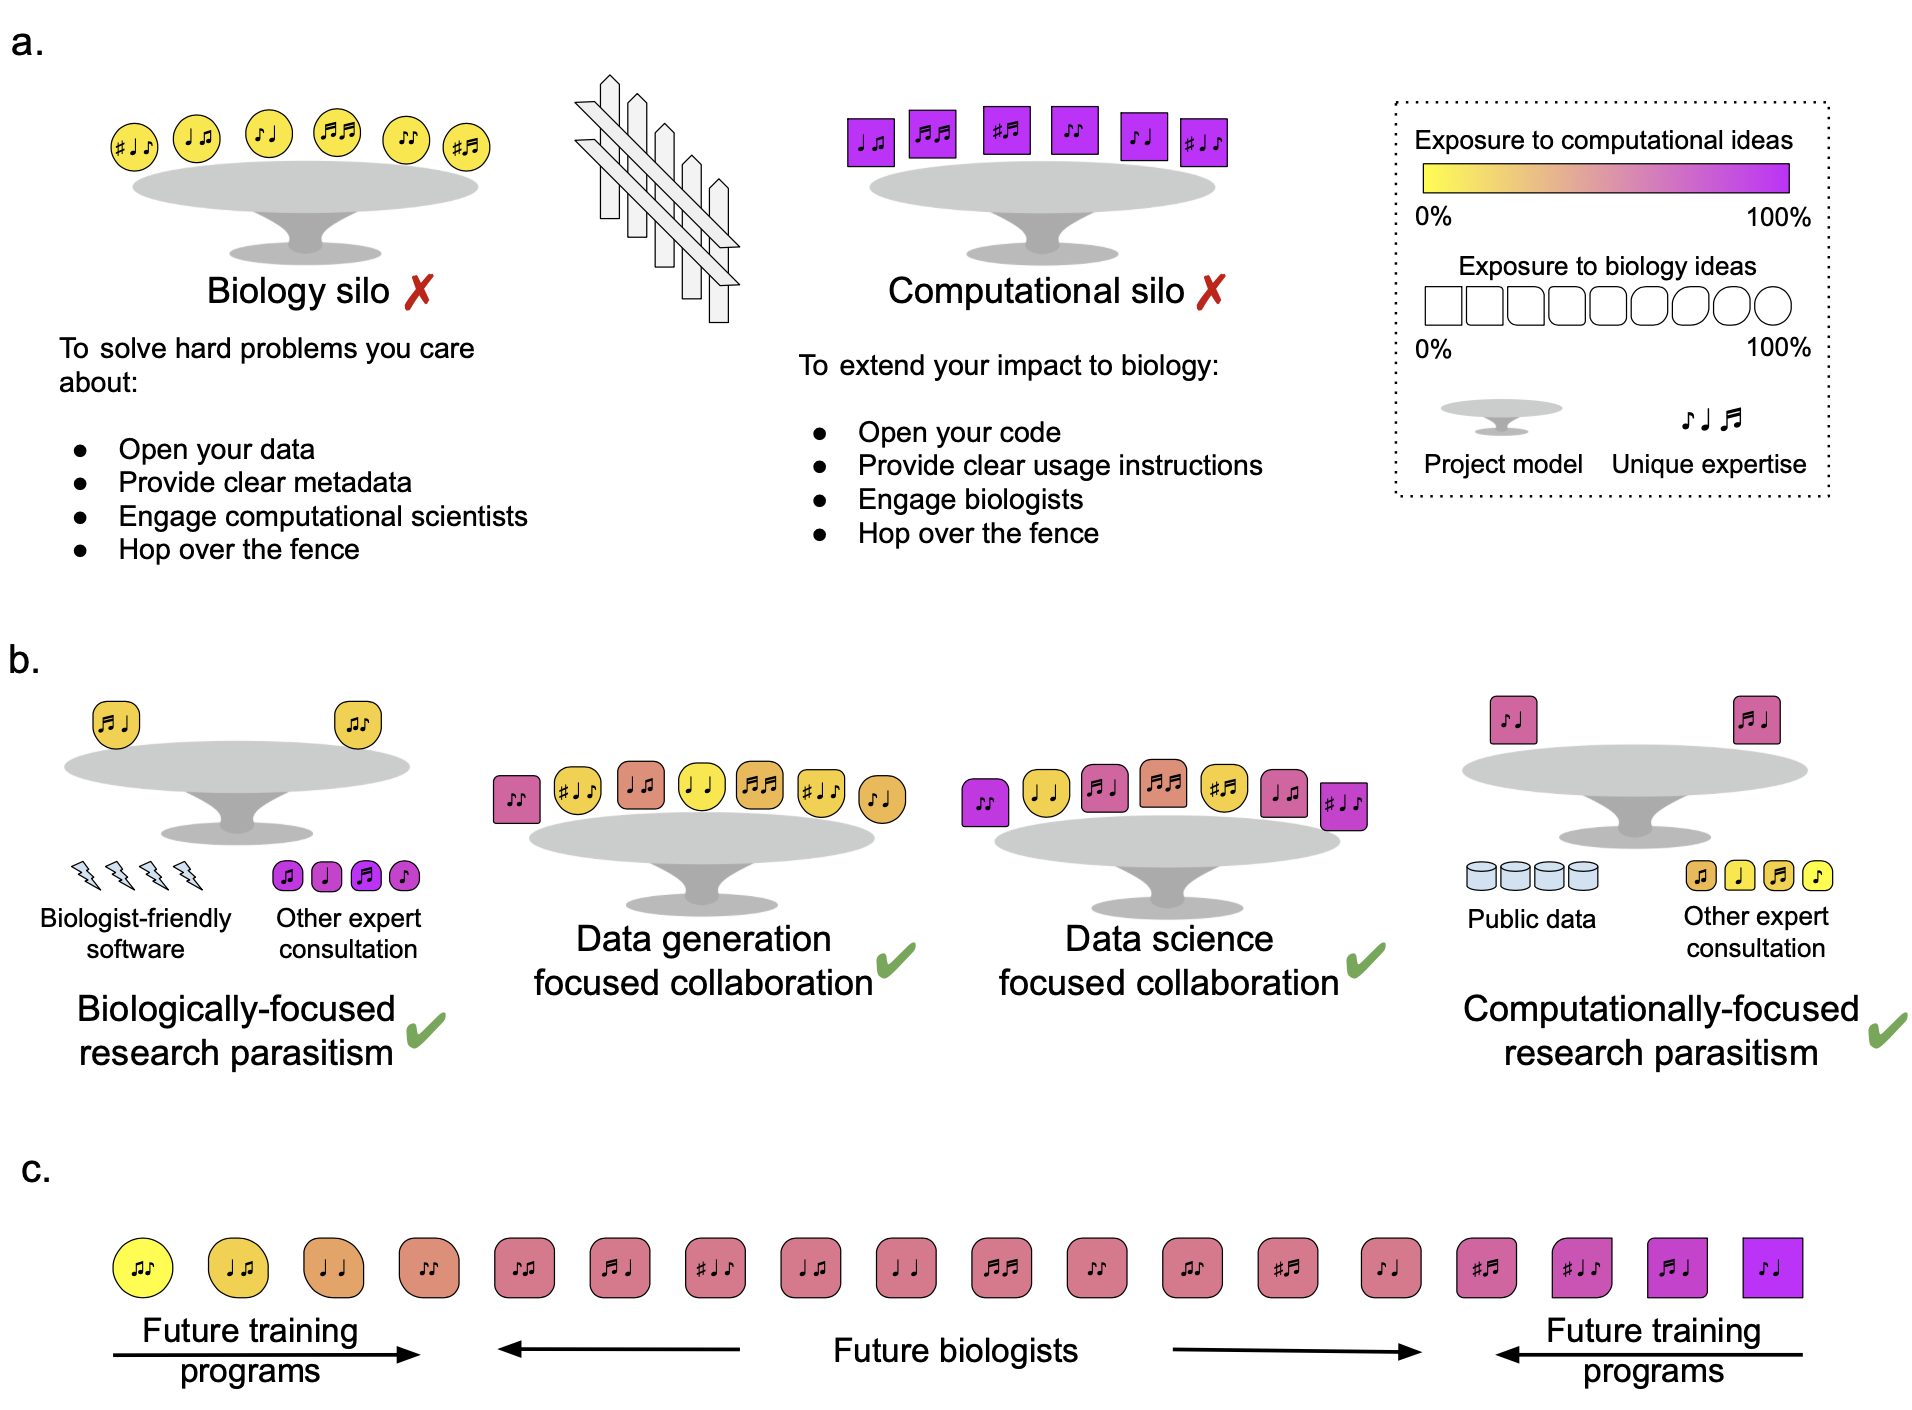 a.
Biology silo ✗
To solve hard problems you care
about:
● Open your data
● Provide clear metadata
● Engage computational scientists
● Hop over the fence
Computational silo ✗
To extend your impact to biology:
● Open your code
● Provide clear usage instructions
● Engage biologists
● Hop over the fence
Exposure to computational ideas
0% 100%
Exposure to biology ideas
0% 100%
Project model
Unique expertise
b.
Biologist-friendly
software
Other expert
consultation
Biologically-focused
research parasitism ✔
Data generation
focused collaboration ✔
Data science
focused collaboration ✔
Public data
Other expert
consultation
Computationally-focused
research parasitism ✔
c.
Future training
programs
Future biologists
Future training
programs